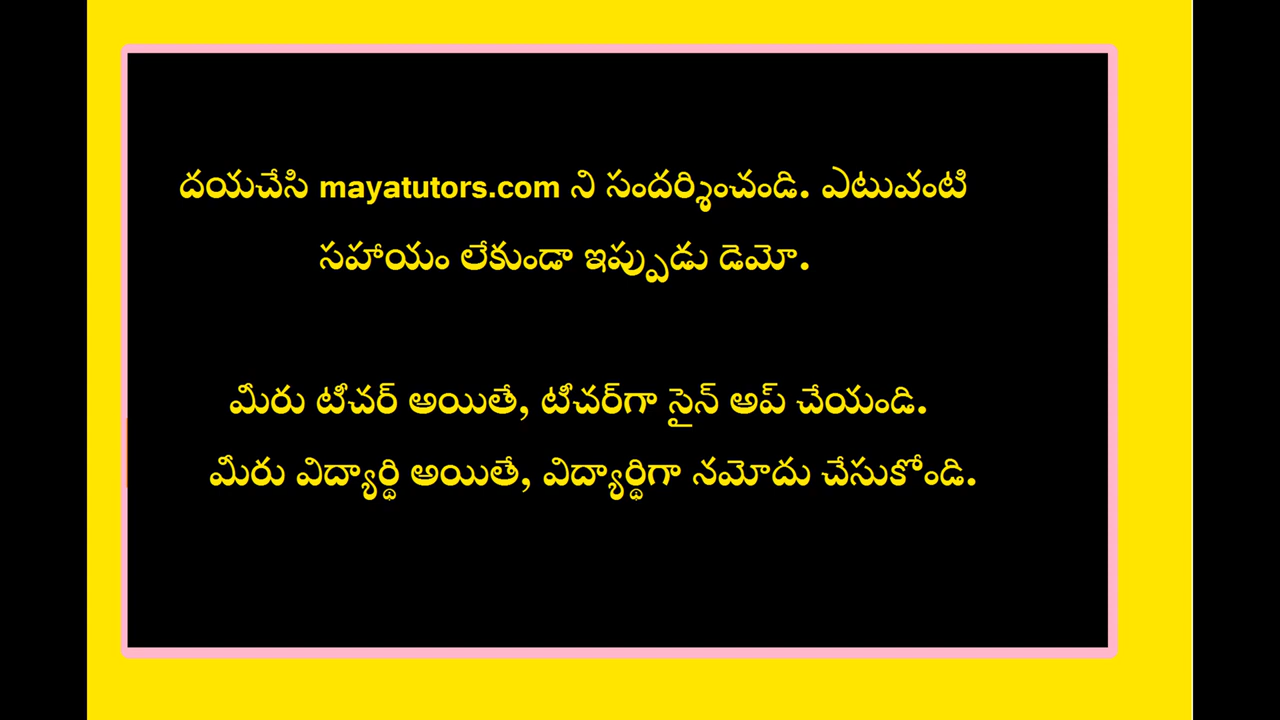 దయచేసి mayatutors.com ని సందర్శించండి. ఎటువంటి
సహాయం లేకుండా ఇప్పుడు డెమో.
మీరు టీచర్ అయితే, టీచర్‌గా సైన్ అప్ చేయండి.
మీరు విద్యార్థి అయితే, విద్యార్థిగా నమోదు చేసుకోండి.